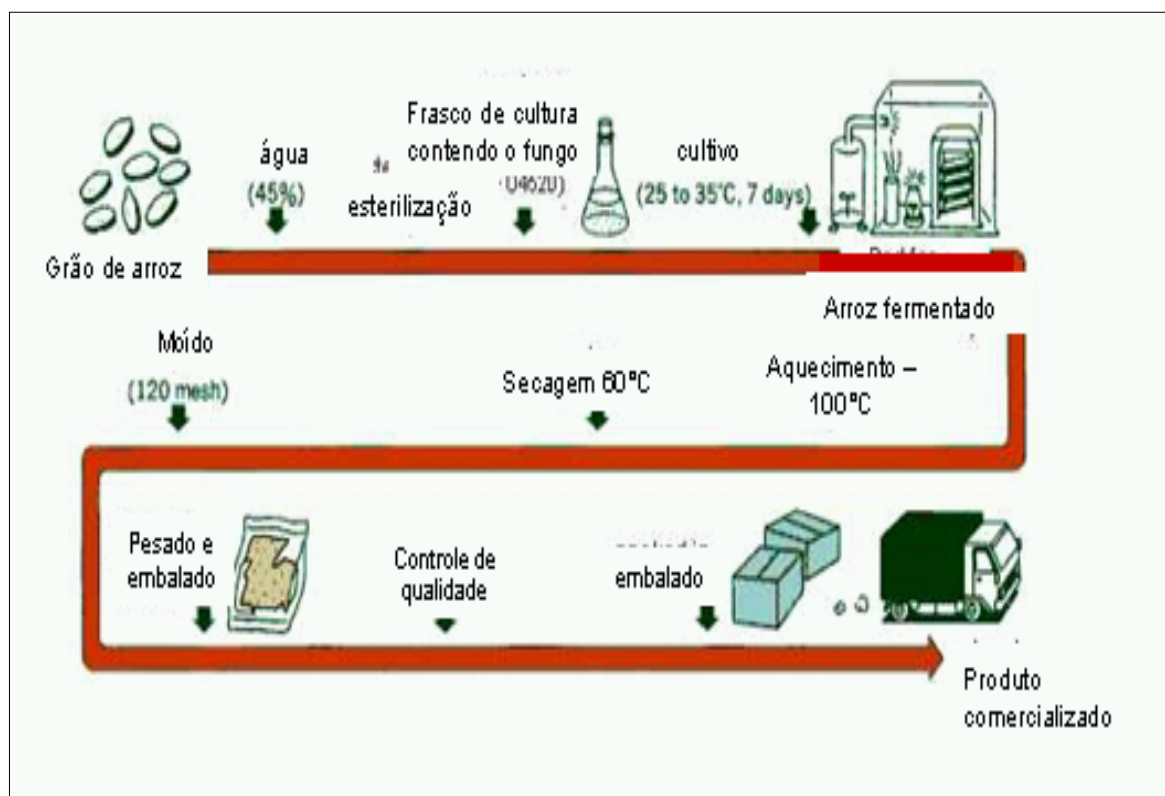 Frasco de cultura
contendo o fungo
água
(45%)
esterilização
cultivo
(25 to 35°C, 7 days)
Grão de arroz
Arroz fermentado
Aquecimento –
100°C
Secagem 60°C
Moído
(120 mesh)
Pesado e
embalado
Controle de
qualidade
embalado
Produto
comercializado